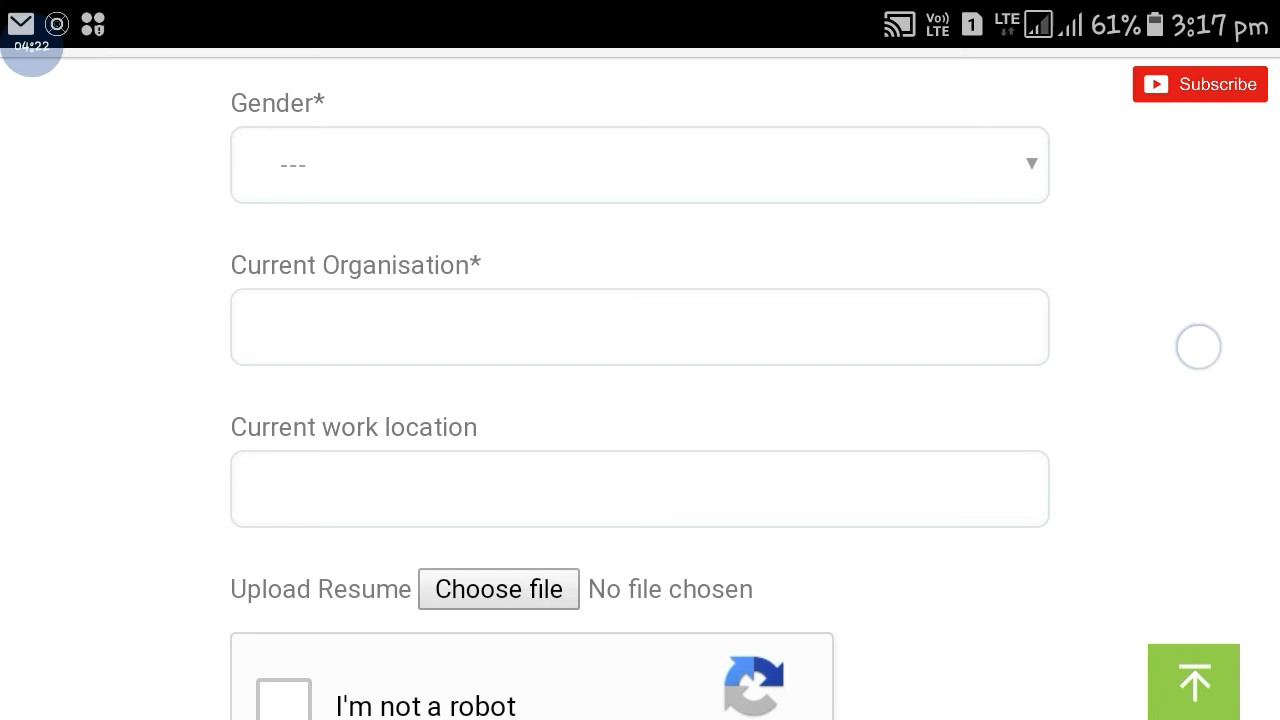 04:22
Vo))
LTE
1
LTE
61%
3:17 pm
Subscribe
Gender*
---
Current Organisation*
Current work location
Upload Resume Choose file No file chosen
I'm not a robot